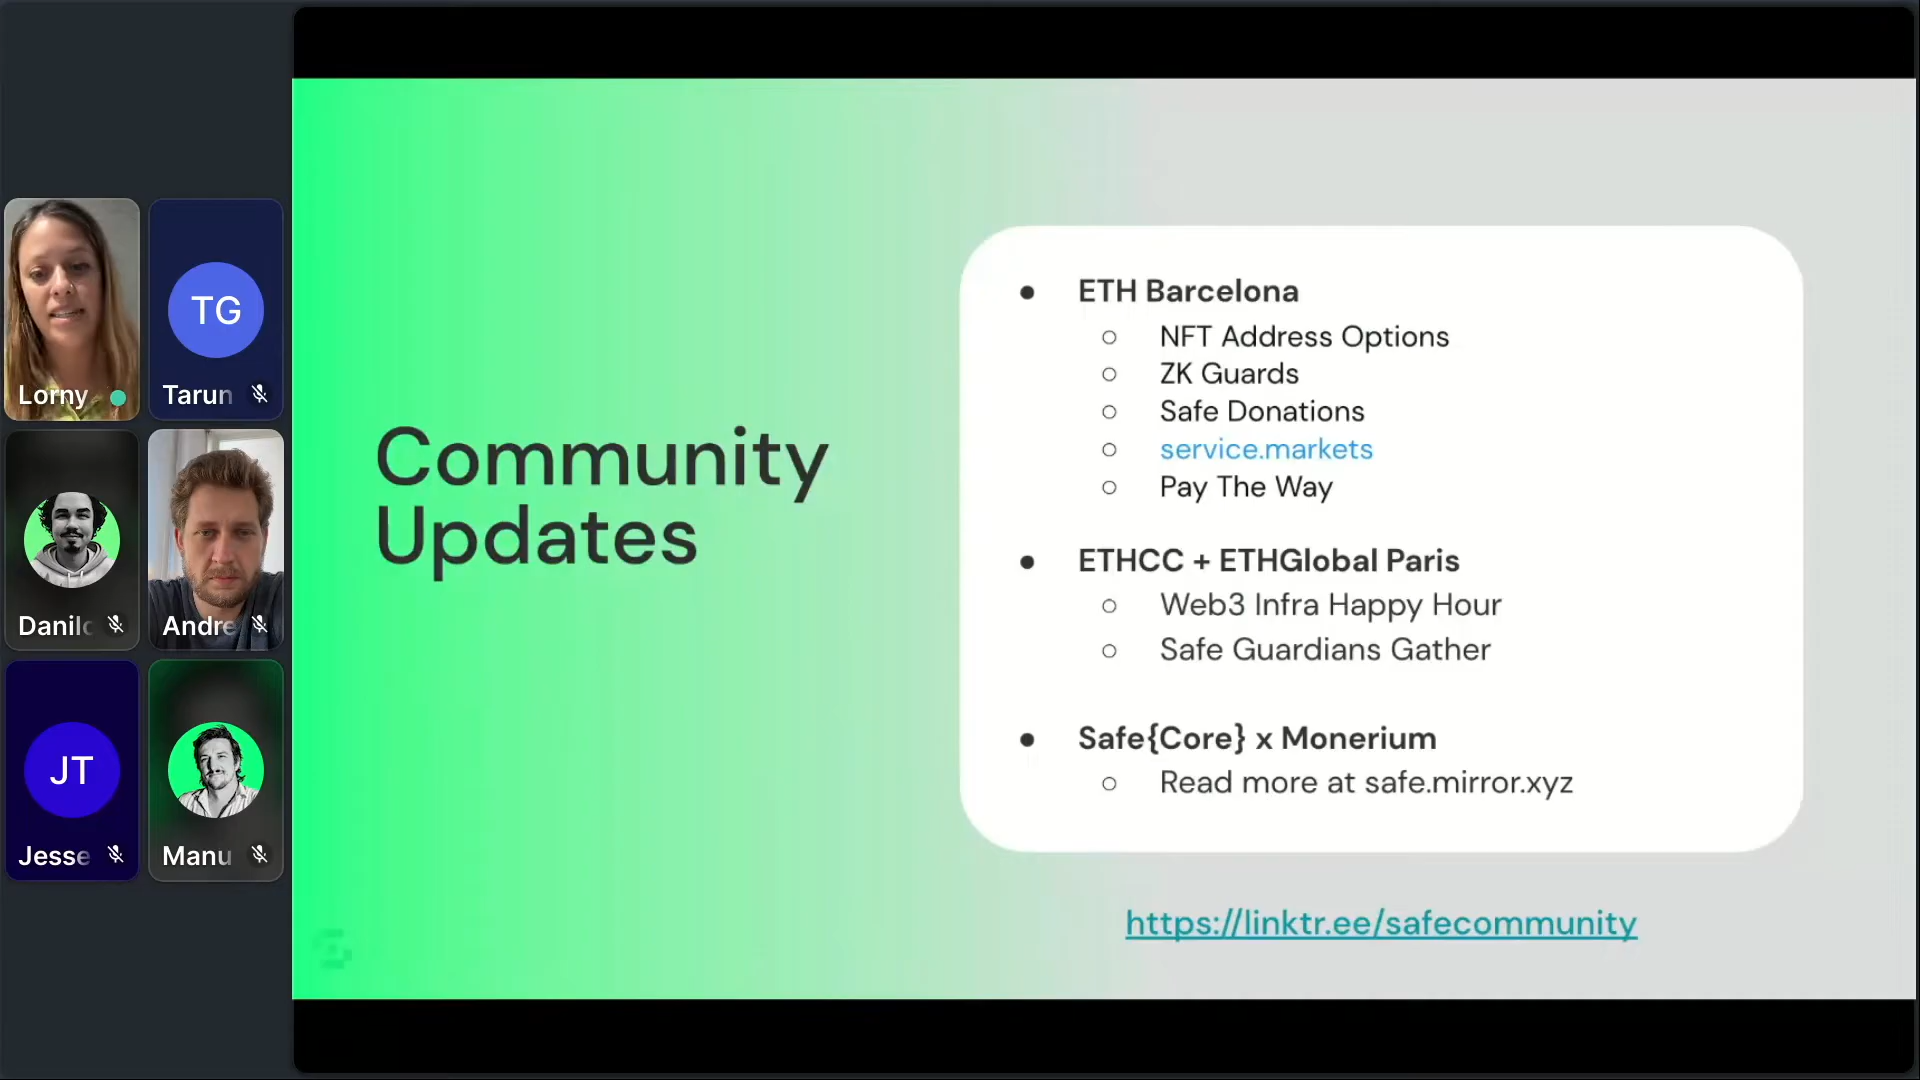 Lorny
TG
Tarun
Danilo
Andre
JT
Jesse
Manu
Community
Updates
● ETH Barcelona
○ NFT Address Options
○ ZK Guards
○ Safe Donations
○ service.markets
○ Pay The Way
● ETHCC + ETHGlobal Paris
○ Web3 Infra Happy Hour
○ Safe Guardians Gather
● Safe{Core} x Monerium
○ Read more at safe.mirror.xyz
https://linktr.ee/safecommunity